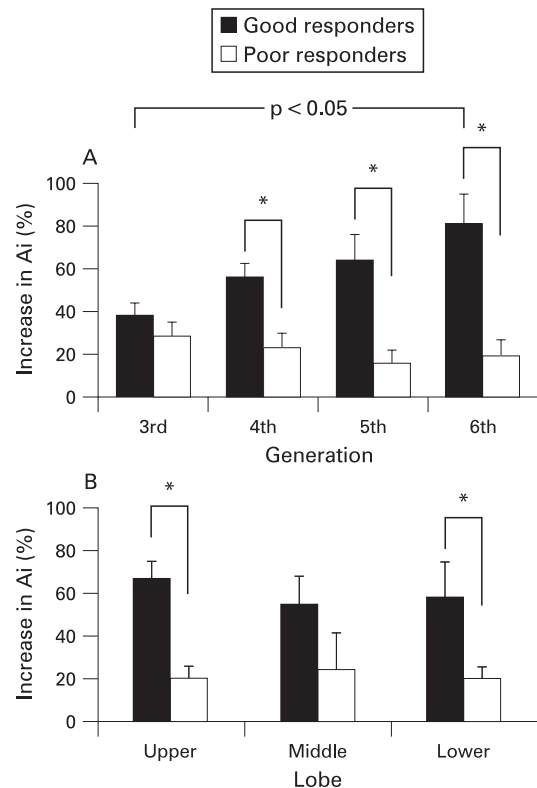 Good responders
Poor responders
p < 0.05
A
*
*
*
100
80
60
40
20
0
Increase in Ai (%)
3rd 4th 5th 6th
Generation
B
*
*
100
80
60
40
20
0
Increase in Ai (%)
Upper Middle Lower
Lobe